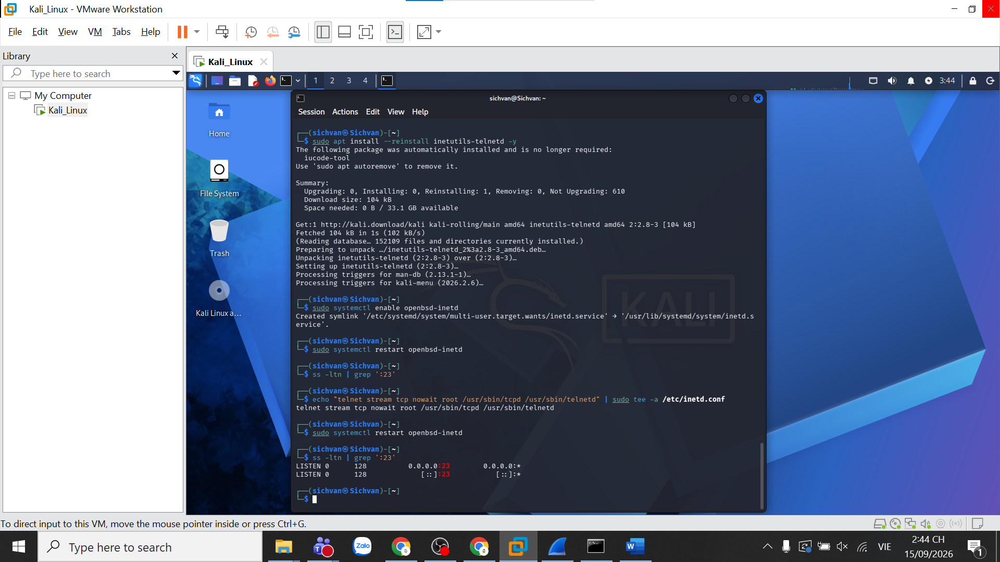 Kali_Linux - VMware Workstation
File Edit View VM Tabs Help
Library
Type here to search
My Computer
Kali_Linux
Kali_Linux
1 2 3 4
3:44
Home
File System
Trash
Kali Linux a...
sichvan@Sichvan: ~
Session Actions Edit View Help
┌──(sichvan㉿Sichvan)-[~]
└─$ sudo apt install --reinstall inetutils-telnetd -y
The following package was automatically installed and is no longer required:
iucode-tool
Use 'sudo apt autoremove' to remove it.
Summary:
Upgrading: 0, Installing: 0, Reinstalling: 1, Removing: 0, Not Upgrading: 610
Download size: 104 kB
Space needed: 0 B / 33.1 GB available
Get:1 http://kali.download/kali kali-rolling/main amd64 inetutils-telnetd amd64 2:2.8-3 [104 kB]
Fetched 104 kB in 1s (102 kB/s)
(Reading database… 152109 files and directories currently installed.)
Preparing to unpack …/inetutils-telnetd_2%3a2.8-3_amd64.deb…
Unpacking inetutils-telnetd (2:2.8-3) over (2:2.8-3)…
Setting up inetutils-telnetd (2:2.8-3)…
Processing triggers for man-db (2.13.1-1)…
Processing triggers for kali-menu (2026.2.6)…
┌──(sichvan㉿Sichvan)-[~]
└─$ sudo systemctl enable openbsd-inetd
Created symlink '/etc/systemd/system/multi-user.target.wants/inetd.service' → '/usr/lib/systemd/system/inetd.s
ervice'.
┌──(sichvan㉿Sichvan)-[~]
└─$ sudo systemctl restart openbsd-inetd
┌──(sichvan㉿Sichvan)-[~]
└─$ ss -ltn | grep ':23'
┌──(sichvan㉿Sichvan)-[~]
└─$ echo "telnet stream tcp nowait root /usr/sbin/tcpd /usr/sbin/telnetd" | sudo tee -a /etc/inetd.conf
telnet stream tcp nowait root /usr/sbin/tcpd /usr/sbin/telnetd
┌──(sichvan㉿Sichvan)-[~]
└─$ sudo systemctl restart openbsd-inetd
┌──(sichvan㉿Sichvan)-[~]
└─$ ss -ltn | grep ':23'
LISTEN 0 128 0.0.0.0:23 0.0.0.0:*
LISTEN 0 128 [::]:23 [::]:*
┌──(sichvan㉿Sichvan)-[~]
└─$
KALI
To direct input to this VM, move the mouse pointer inside or press Ctrl+G.
Type here to search
Zalo
VIE
2:44 CH
15/09/2026
1